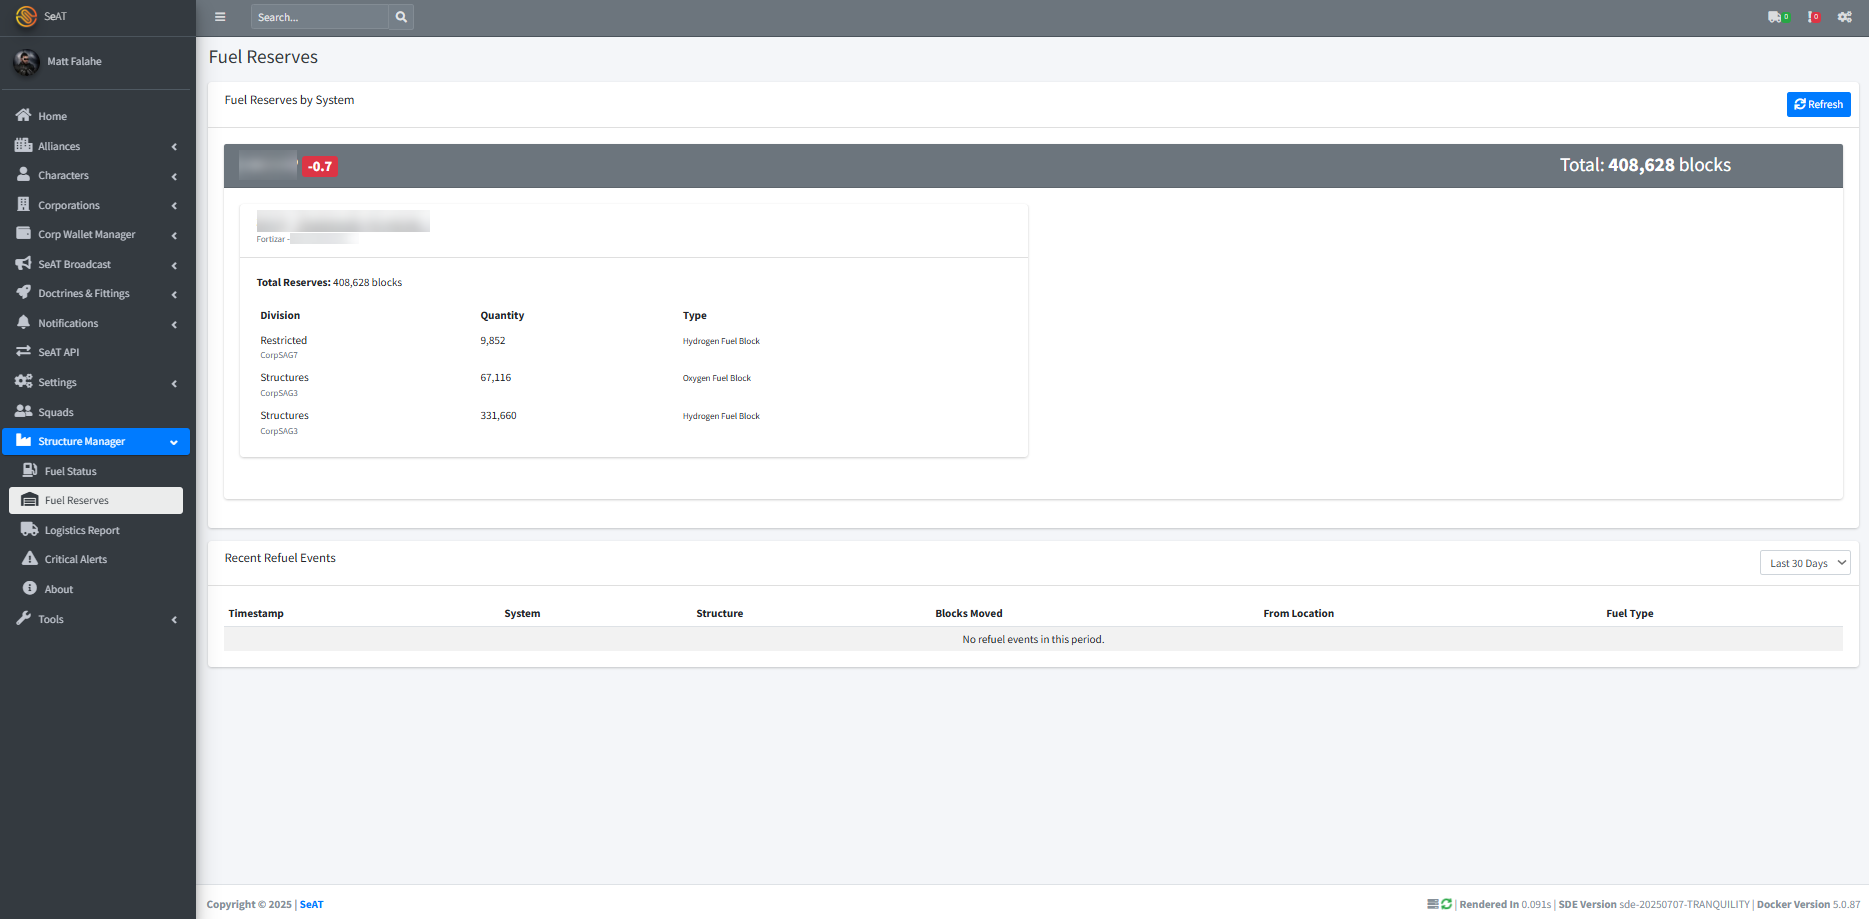 SeAT
Search...
0
0
Matt Falahe
Home
Alliances
Characters
Corporations
Corp Wallet Manager
SeAT Broadcast
Doctrines & Fittings
Notifications
SeAT API
Settings
Squads
Structure Manager
Fuel Status
Fuel Reserves
Logistics Report
Critical Alerts
About
Tools
Fuel Reserves
Fuel Reserves by System
Refresh
-0.7
Total: 408,628 blocks
Fortizar -
Total Reserves: 408,628 blocks
Division Quantity Type
Restricted 9,852 Hydrogen Fuel Block
CorpSAG7
Structures 67,116 Oxygen Fuel Block
CorpSAG3
Structures 331,660 Hydrogen Fuel Block
CorpSAG3
Recent Refuel Events
Last 30 Days
Timestamp System Structure Blocks Moved From Location Fuel Type
No refuel events in this period.
Copyright © 2025 | SeAT
| Rendered In 0.091s | SDE Version sde-20250707-TRANQUILITY | Docker Version 5.0.87